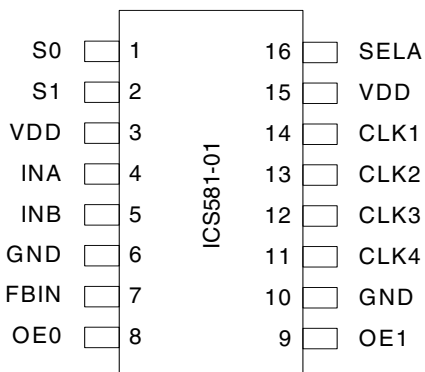 S0 1 16 SELA
S1 2 15 VDD
VDD 3 14 CLK1
INA 4 13 CLK2
INB 5 12 CLK3
GND 6 11 CLK4
FBIN 7 10 GND
OE0 8 9 OE1
ICS581-01